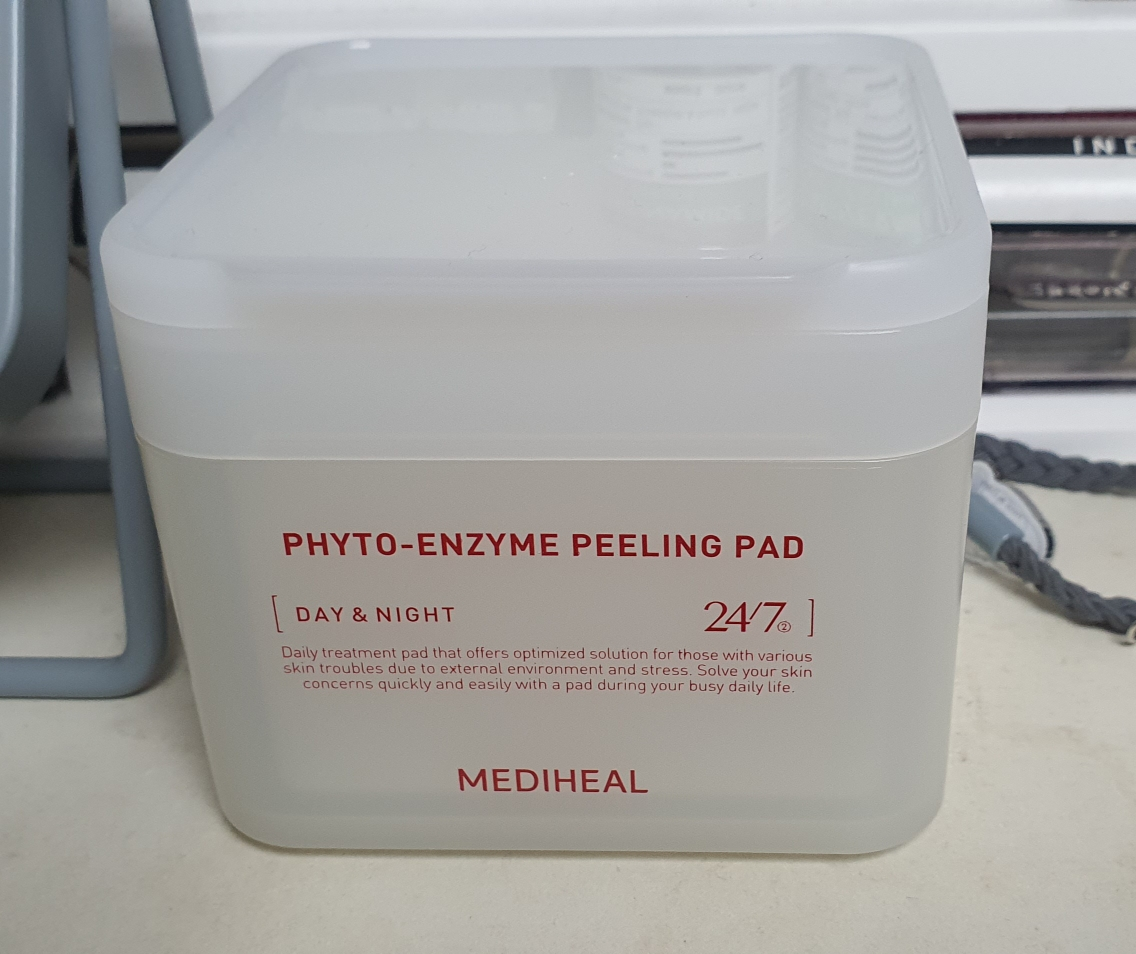 IN
PHYTO-ENZYME PEELING PAD
[ DAY & NIGHT 24/7② ]
Daily treatment pad that offers optimized solution for those with various
skin troubles due to external environment and stress. Solve your skin
concerns quickly and easily with a pad during your busy daily life.
MEDIHEAL